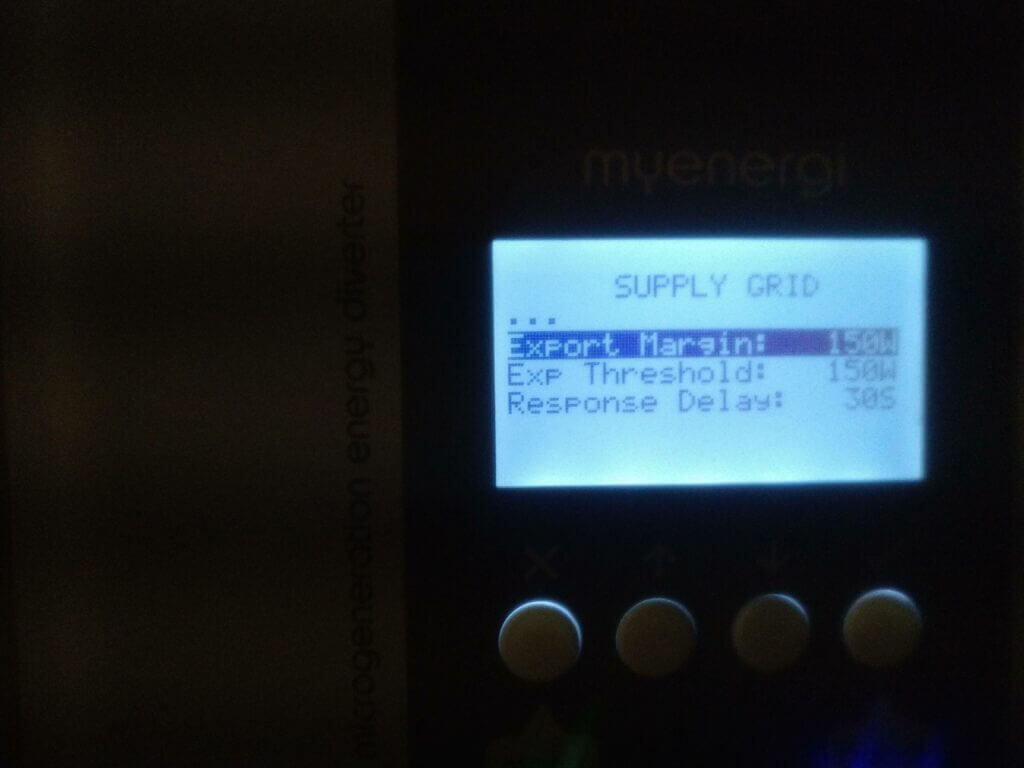 microgeneration energy diverter
myenergi
SUPPLY GRID
...
Export Margin: 150W
Exp Threshold: 150W
Response Delay: 30S